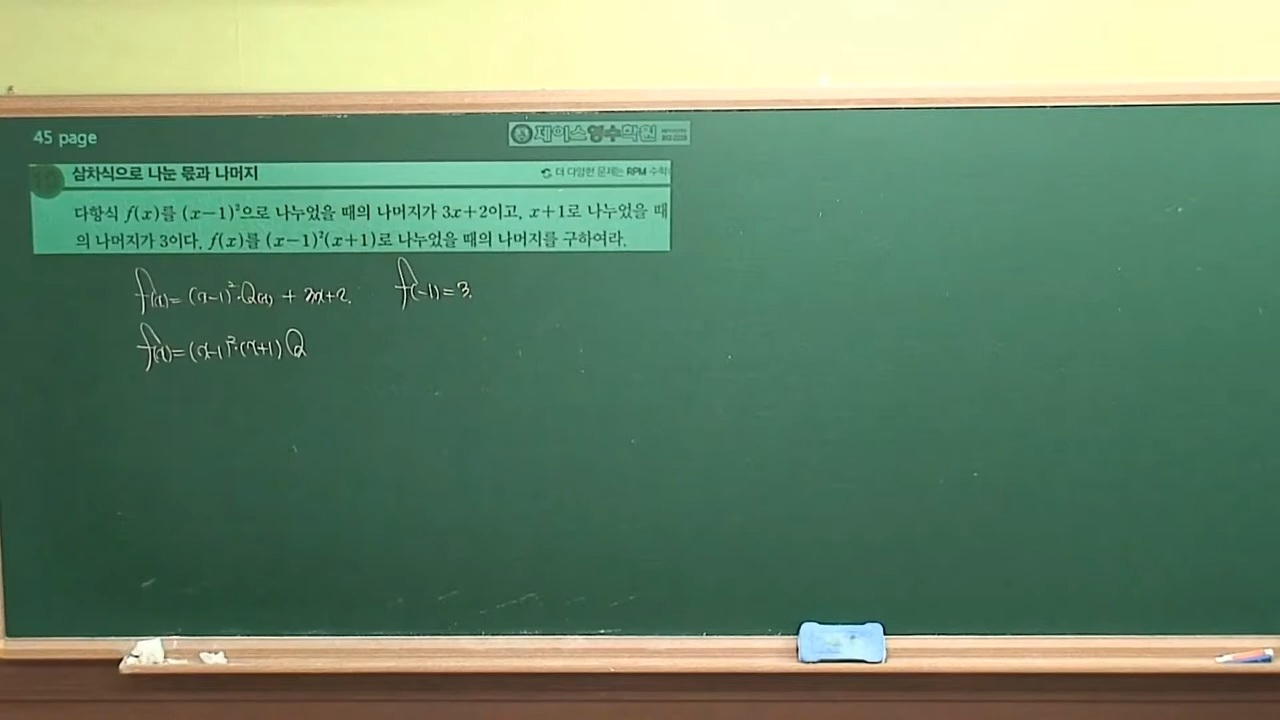 45 page
제이스영수학원
삼차식으로 나눈 몫과 나머지
더 다양한 문제는 RPM 수학
다항식 f(x)를 (x−1)²으로 나누었을 때의 나머지가 3x+2이고, x+1로 나누었을 때
의 나머지가 3이다. f(x)를 (x−1)²(x+1)로 나누었을 때의 나머지를 구하여라.
f(x)=(x−1)²·Q(x) + 3x+2. f(−1)=3.
f(x)=(x−1)²·(x+1) Q